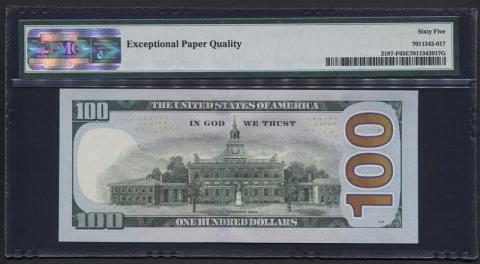 PMG
Exceptional Paper Quality
Sixty Five
7011342-017
2187-F65E7011342017G
100
THE UNITED STATES OF AMERICA
IN GOD WE TRUST
100
100
ONE HUNDRED DOLLARS